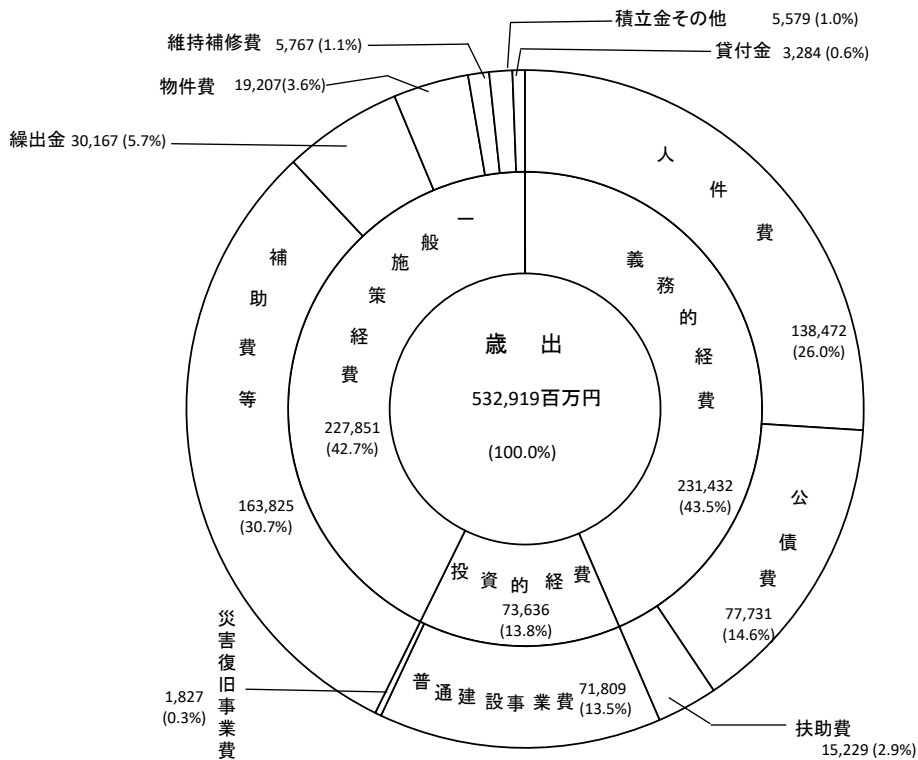 積立金その他 5,579 (1.0%)
貸付金 3,284 (0.6%)
維持補修費 5,767 (1.1%)
物件費 19,207(3.6%)
繰出金 30,167 (5.7%)
人件費
138,472
(26.0%)
公債費
77,731
(14.6%)
扶助費
15,229 (2.9%)
普通建設事業費 71,809
(13.5%)
災害復旧事業費
1,827
(0.3%)
補助費等
163,825
(30.7%)
一般施策経費
227,851
(42.7%)
義務的経費
231,432
(43.5%)
投資的経費
73,636
(13.8%)
歳出
532,919百万円
(100.0%)